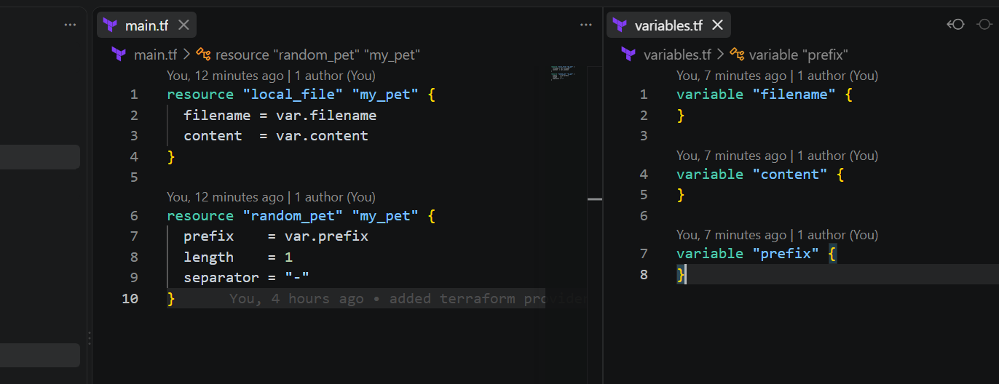 main.tf
main.tf > resource "random_pet" "my_pet"
You, 12 minutes ago | 1 author (You)
1 resource "local_file" "my_pet" {
2 filename = var.filename
3 content = var.content
4 }
5
You, 12 minutes ago | 1 author (You)
6 resource "random_pet" "my_pet" {
7 prefix = var.prefix
8 length = 1
9 separator = "-"
10 } You, 4 hours ago • added terraform provider
variables.tf
variables.tf > variable "prefix"
You, 7 minutes ago | 1 author (You)
1 variable "filename" {
2 }
3
You, 7 minutes ago | 1 author (You)
4 variable "content" {
5 }
6
You, 7 minutes ago | 1 author (You)
7 variable "prefix" {
8 }